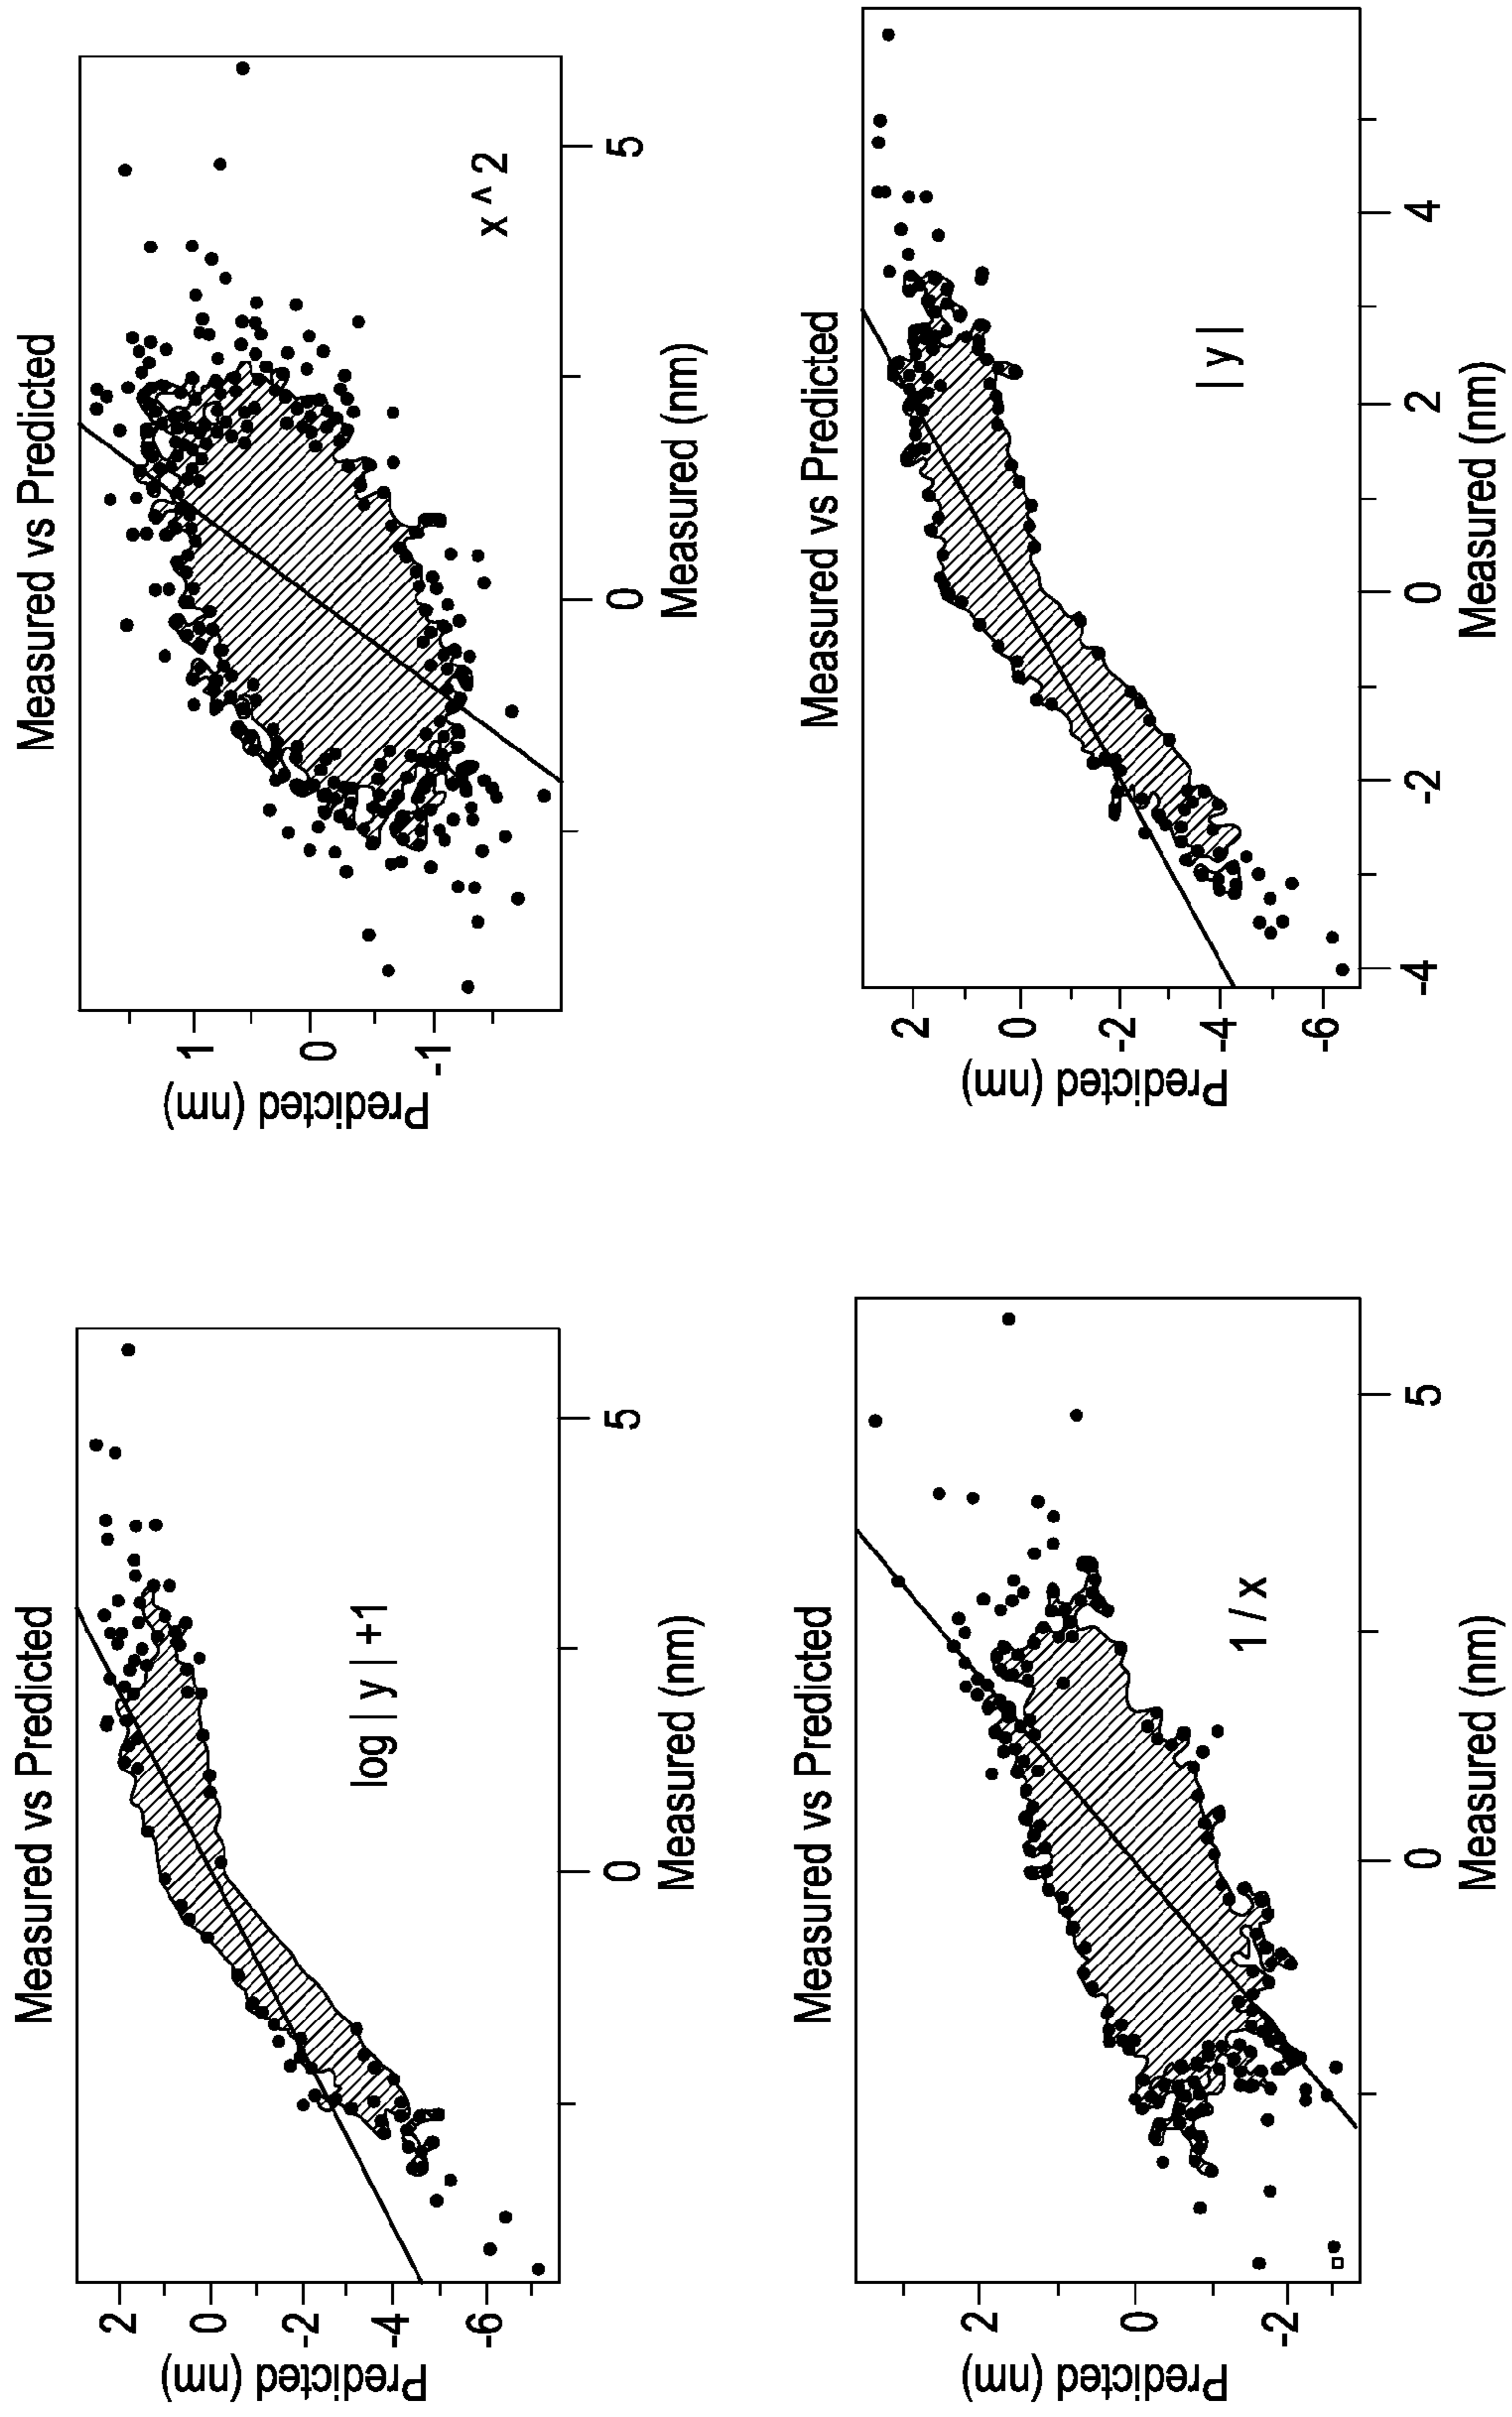 Measured vs Predicted
Predicted (nm)
2
0
-2
-4
-6
log | y | +1
0 5
Measured (nm)
Measured vs Predicted
Predicted (nm)
1
0
-1
x ^ 2
0 5
Measured (nm)
Measured vs Predicted
Predicted (nm)
2
0
-2
1 / x
0 5
Measured (nm)
Measured vs Predicted
Predicted (nm)
2
0
-2
-4
-6
| y |
-4 -2 0 2 4
Measured (nm)